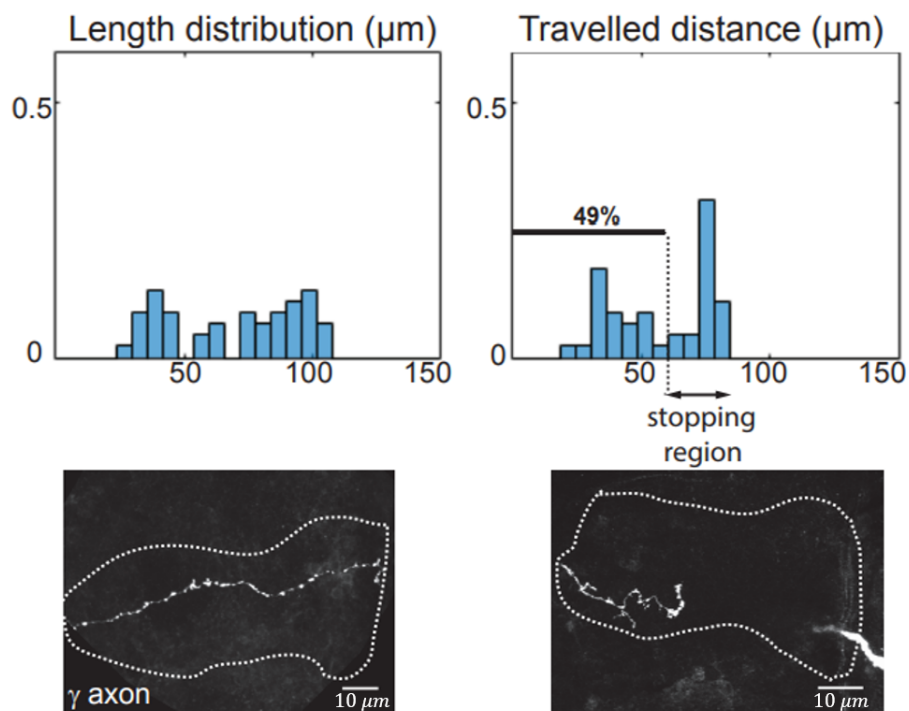 Length distribution (µm)
Travelled distance (µm)
0.5
0
50
100
150
0.5
49%
0
50
100
150
stopping
region
γ axon
10 µm
10 µm